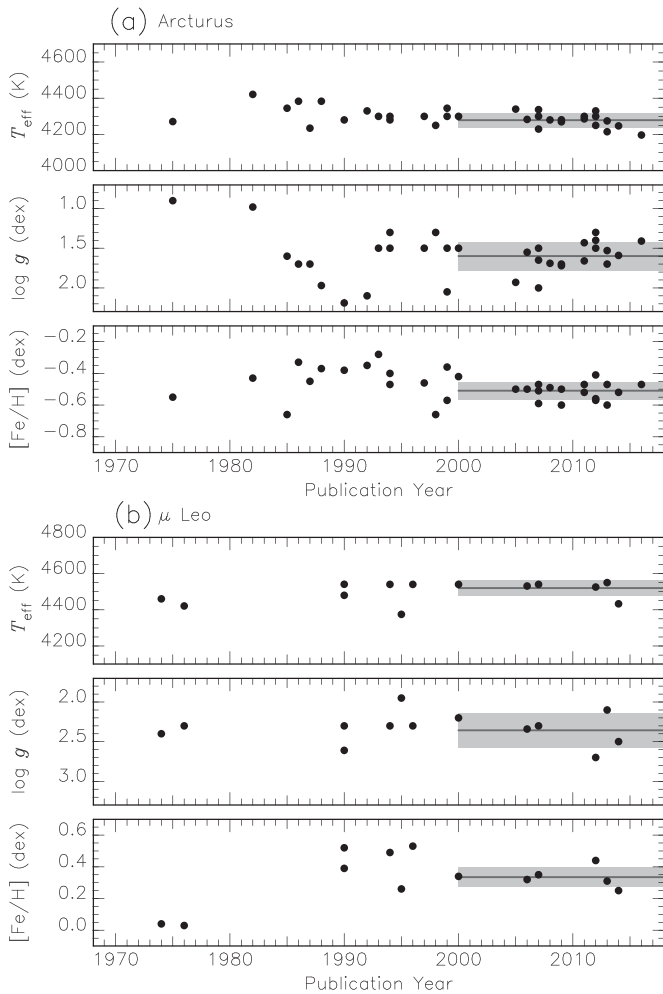 (a) Arcturus
T_eff (K)
4600
4400
4200
4000
log g (dex)
1.0
1.5
2.0
[Fe/H] (dex)
−0.2
−0.4
−0.6
−0.8
1970 1980 1990 2000 2010
Publication Year
(b) μ Leo
T_eff (K)
4800
4600
4400
4200
log g (dex)
2.0
2.5
3.0
[Fe/H] (dex)
0.6
0.4
0.2
0.0
1970 1980 1990 2000 2010
Publication Year